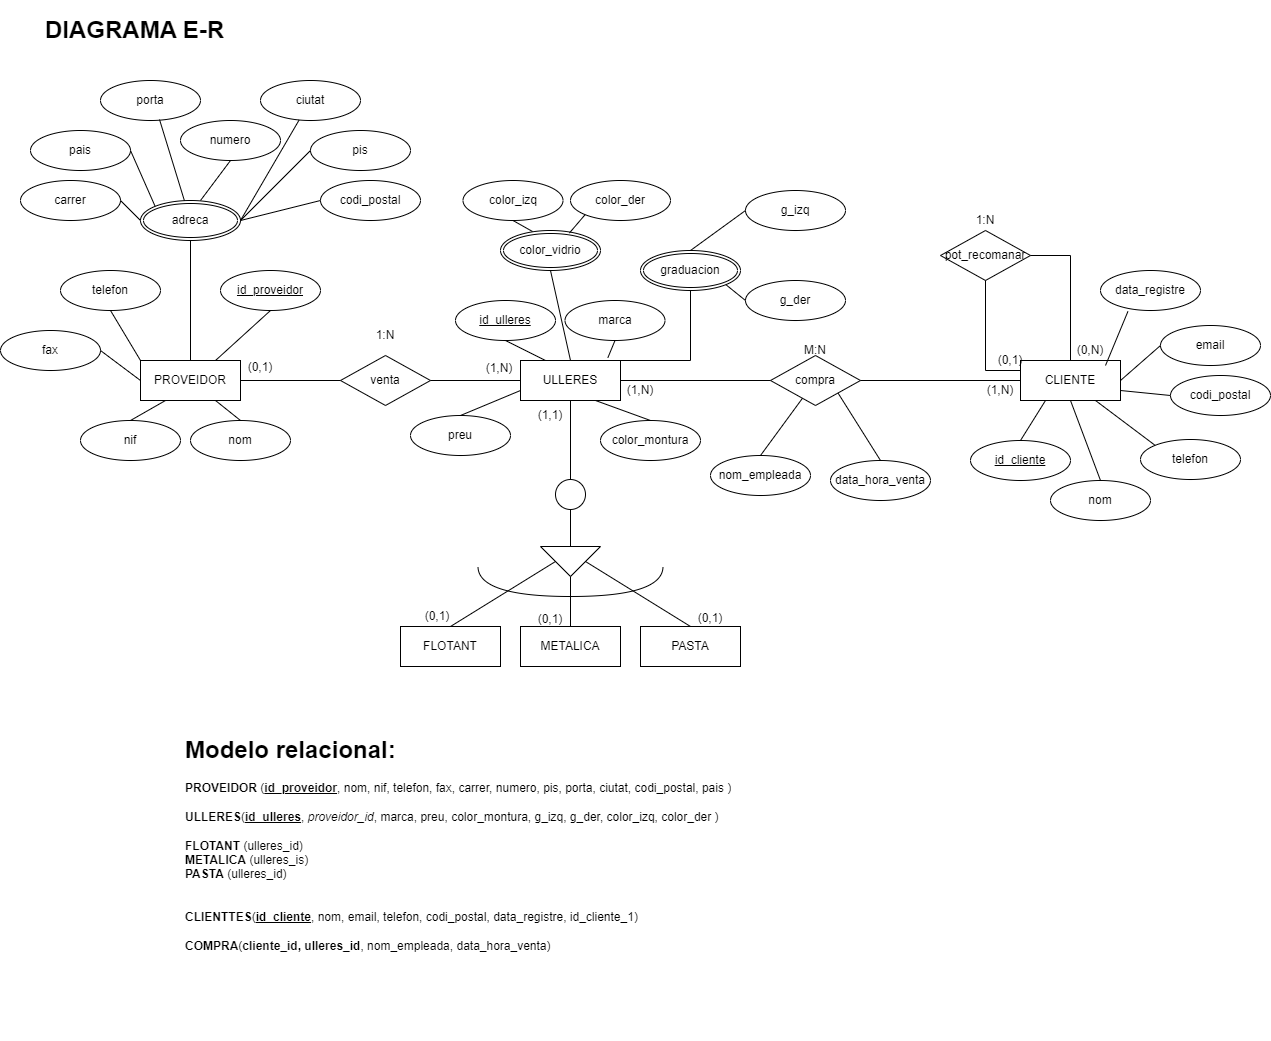 DIAGRAMA E-R
porta
ciutat
numero
pais
pis
carrer
codi_postal
adreca
color_izq
color_der
g_izq
color_vidrio
1:N
pot_recomanar
graduacion
telefon
id_proveidor
g_der
data_registre
id_ulleres
marca
fax
1:N
M:N
email
(0,1)
(0,N)
PROVEIDOR
(0,1)
venta
(1,N)
ULLERES
(1,N)
compra
(1,N)
CLIENTE
codi_postal
(1,1)
nif
nom
preu
color_montura
id_cliente
telefon
nom_empleada
data_hora_venta
nom
(0,1)
(0,1)
(0,1)
FLOTANT
METALICA
PASTA
Modelo relacional:
PROVEIDOR (id_proveidor, nom, nif, telefon, fax, carrer, numero, pis, porta, ciutat, codi_postal, pais )
ULLERES(id_ulleres, proveidor_id, marca, preu, color_montura, g_izq, g_der, color_izq, color_der )
FLOTANT (ulleres_id)
METALICA (ulleres_is)
PASTA (ulleres_id)
CLIENTTES(id_cliente, nom, email, telefon, codi_postal, data_registre, id_cliente_1)
COMPRA(cliente_id, ulleres_id, nom_empleada, data_hora_venta)